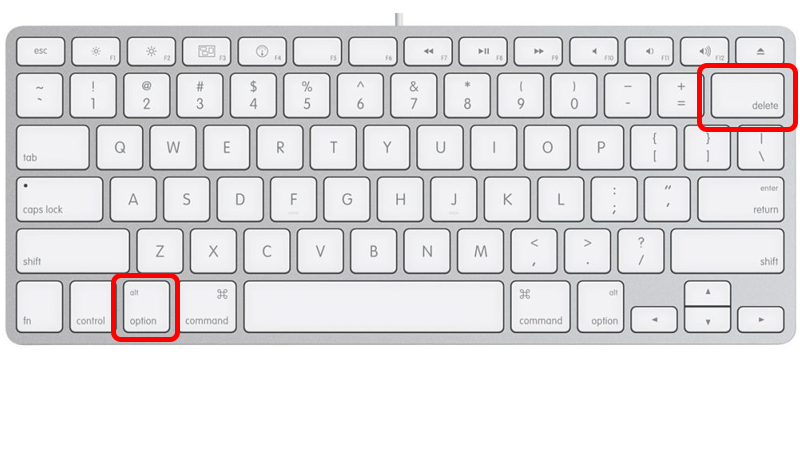 esc F1 F2 F3 F4 F5 F6 F7 F8 F9 F10 F11 F12
~ ! @ # $ % ^ & * ( ) – +
` 1 2 3 4 5 6 7 8 9 0 - = delete
tab Q W E R T Y U I O P { [ } ] | \
caps lock A S D F G H J K L : ; " ' enter return
shift Z X C V B N M < , > . ? / shift
fn control alt option ⌘ command ⌘ command alt option ◄ ▲ ▼ ►